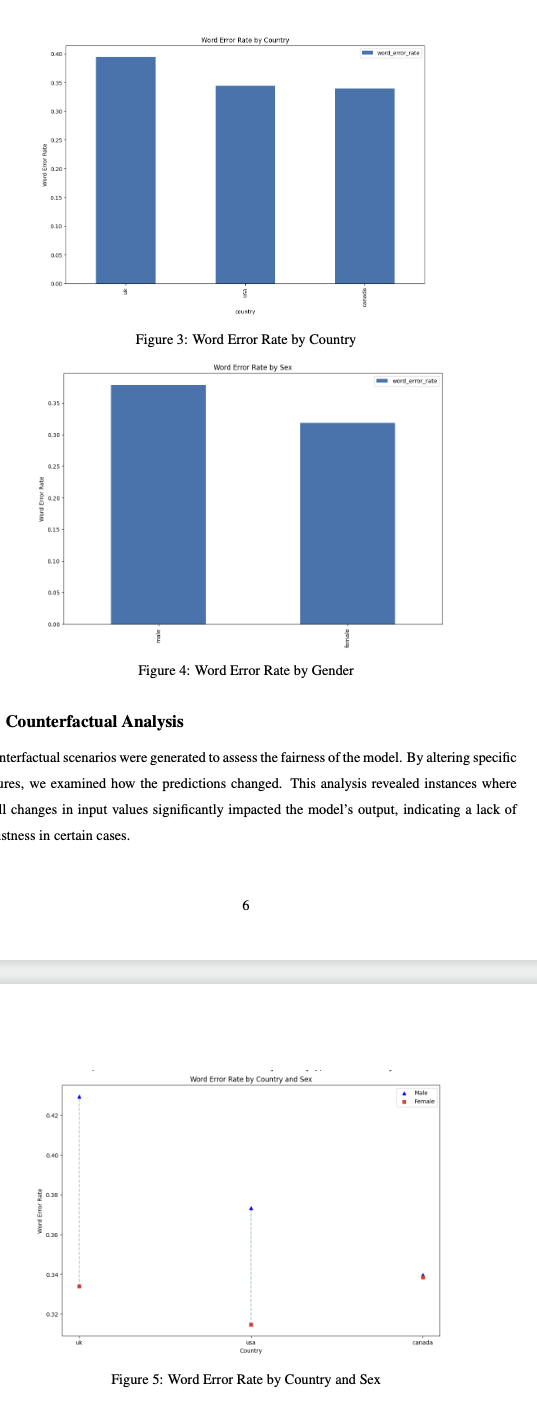 Word Error Rate by Country
word_error_rate
0.40
0.35
0.30
0.25
0.20
0.15
0.10
0.05
0.00
Word Error Rate
uk
usa
canada
country
Figure 3: Word Error Rate by Country
Word Error Rate by Sex
word_error_rate
0.35
0.30
0.25
0.20
0.15
0.10
0.05
0.00
Word Error Rate
male
female
Figure 4: Word Error Rate by Gender
Counterfactual Analysis
nterfactual scenarios were generated to assess the fairness of the model. By altering specific
ures, we examined how the predictions changed. This analysis revealed instances where
ll changes in input values significantly impacted the model's output, indicating a lack of
stness in certain cases.
6
Word Error Rate by Country and Sex
Male
Female
0.42
0.40
0.38
0.36
0.34
0.32
Word Error Rate
uk
usa
canada
Country
Figure 5: Word Error Rate by Country and Sex